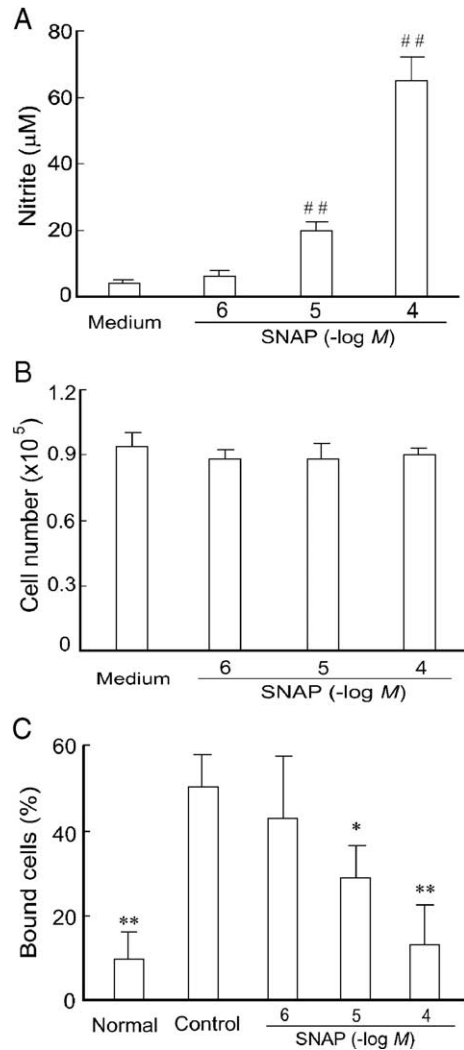 A
Nitrite (μM)
80
60
40
20
0
##
##
Medium
6 5 4
SNAP (-log M)
B
Cell number (x10 5)
1.2
0.9
0.6
0.3
0
Medium
6 5 4
SNAP (-log M)
C
Bound cells (%)
60
40
20
0
**
*
**
Normal Control 6 5 4
SNAP (-log M)